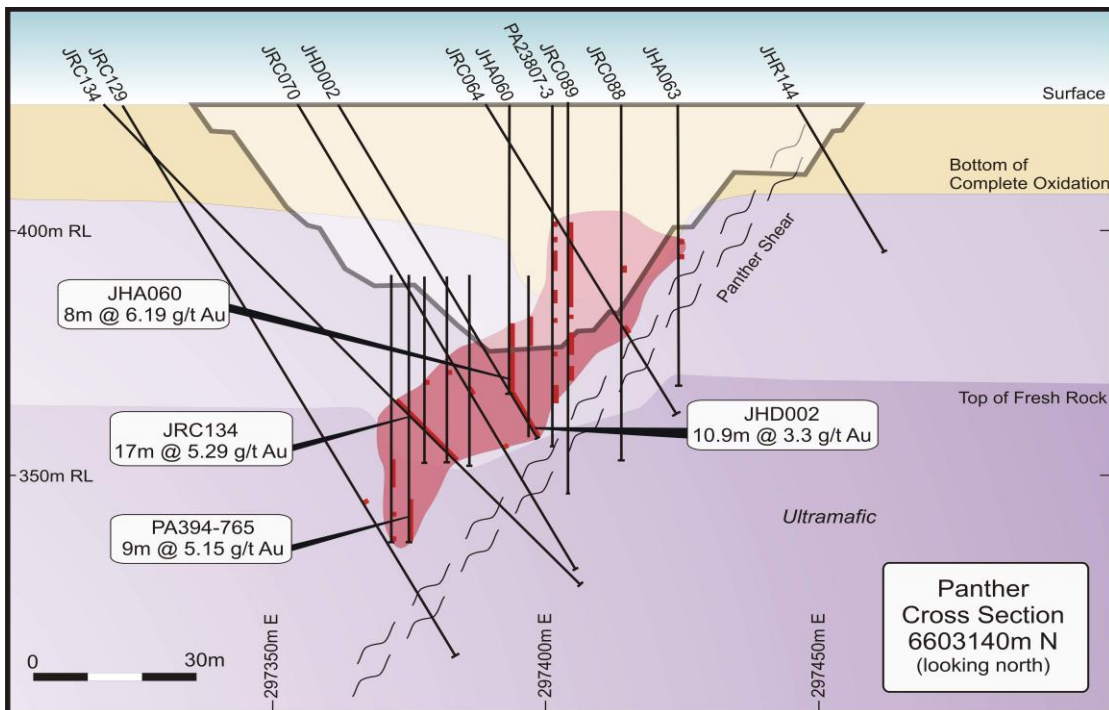 JRC134
JRC129
JRC070
JHD002
JRC064
JHA060
PA23807-3
JRC089
JRC088
JHA063
JHR144
Surface
Bottom of
Complete Oxidation
400m RL
Panther Shear
JHA060
8m @ 6.19 g/t Au
Top of Fresh Rock
JHD002
10.9m @ 3.3 g/t Au
JRC134
17m @ 5.29 g/t Au
350m RL
Ultramafic
PA394-765
9m @ 5.15 g/t Au
Panther
Cross Section
6603140m N
(looking north)
0 30m
297350m E
297400m E
297450m E